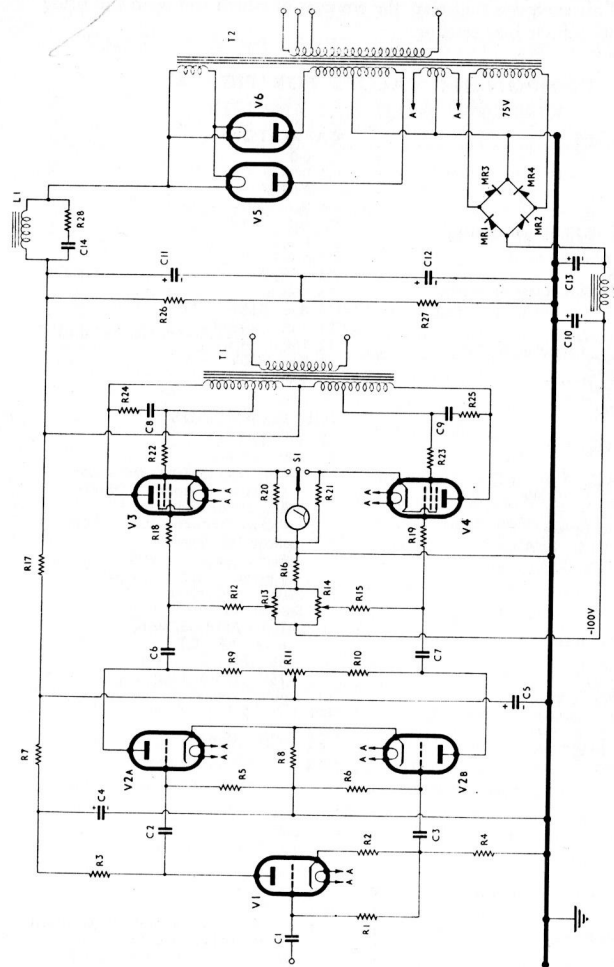 L1
R28
C14
T2
V6
V5
A
A
75V
MR1
MR3
MR2
MR4
C11
R26
C12
R27
C13
C10
T1
R24
C8
R22
V3
A
A
R18
R20
S1
R21
R23
C9
R25
V4
A
A
R19
R17
R12
R13
R16
R14
R15
-100V
C6
R9
R11
R10
C7
C5
R7
V2A
A
A
R5
R8
R6
A
A
V2B
C4
C2
C3
R3
V1
A
A
R2
R4
C1
R1